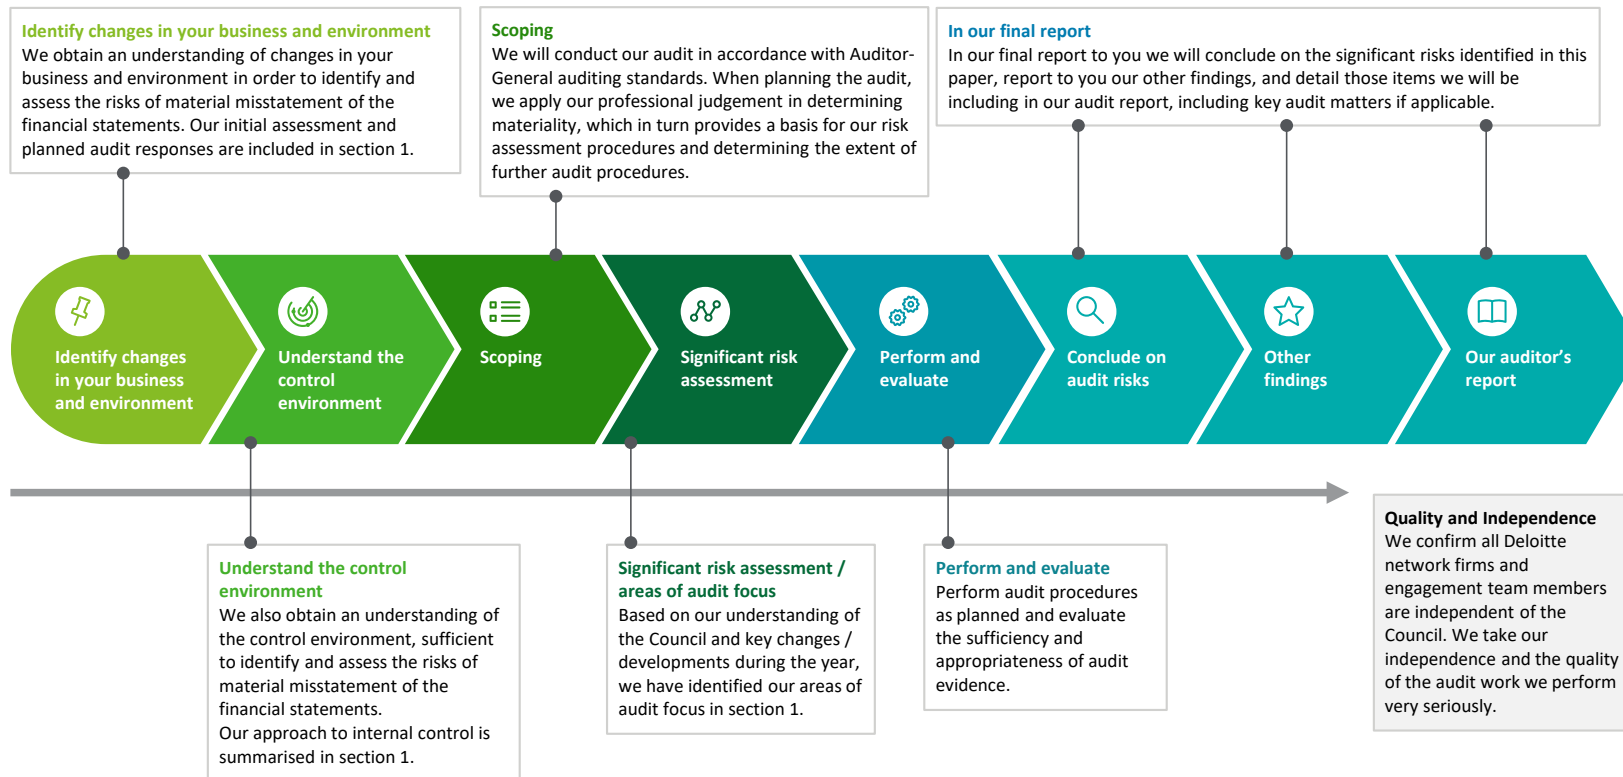 Identify changes in your business and environment
We obtain an understanding of changes in your
business and environment in order to identify and
assess the risks of material misstatement of the
financial statements. Our initial assessment and
planned audit responses are included in section 1.
Scoping
We will conduct our audit in accordance with Auditor-
General auditing standards. When planning the audit,
we apply our professional judgement in determining
materiality, which in turn provides a basis for our risk
assessment procedures and determining the extent of
further audit procedures.
In our final report
In our final report to you we will conclude on the significant risks identified in this
paper, report to you our other findings, and detail those items we will be
including in our audit report, including key audit matters if applicable.
Identify changes
in your business
and environment
Understand the
control
environment
Scoping
Significant risk
assessment
Perform and
evaluate
Conclude on
audit risks
Other
findings
Our auditor's
report
Understand the control
environment
We also obtain an understanding of
the control environment, sufficient
to identify and assess the risks of
material misstatement of the
financial statements.
Our approach to internal control is
summarised in section 1.
Significant risk assessment /
areas of audit focus
Based on our understanding of
the Council and key changes /
developments during the year,
we have identified our areas of
audit focus in section 1.
Perform and evaluate
Perform audit procedures
as planned and evaluate
the sufficiency and
appropriateness of audit
evidence.
Quality and Independence
We confirm all Deloitte
network firms and
engagement team members
are independent of the
Council. We take our
independence and the quality
of the audit work we perform
very seriously.